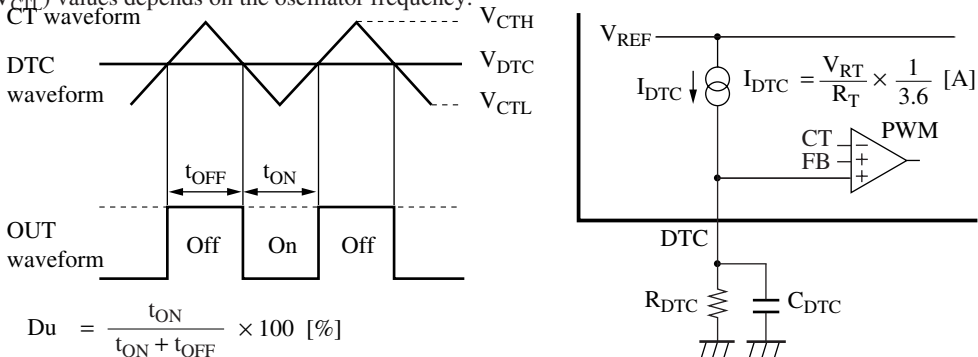 V_CTL) values depends on the oscillator frequency.
CT waveform
V_CTH
DTC
waveform
V_DTC
V_CTL
t_OFF t_ON
OUT
waveform
Off On Off
Du = t_ON / t_ON + t_OFF × 100 [%]
V_REF
I_DTC I_DTC = V_RT / R_T × 1 / 3.6 [A]
PWM
CT −
FB +
+
DTC
R_DTC C_DTC